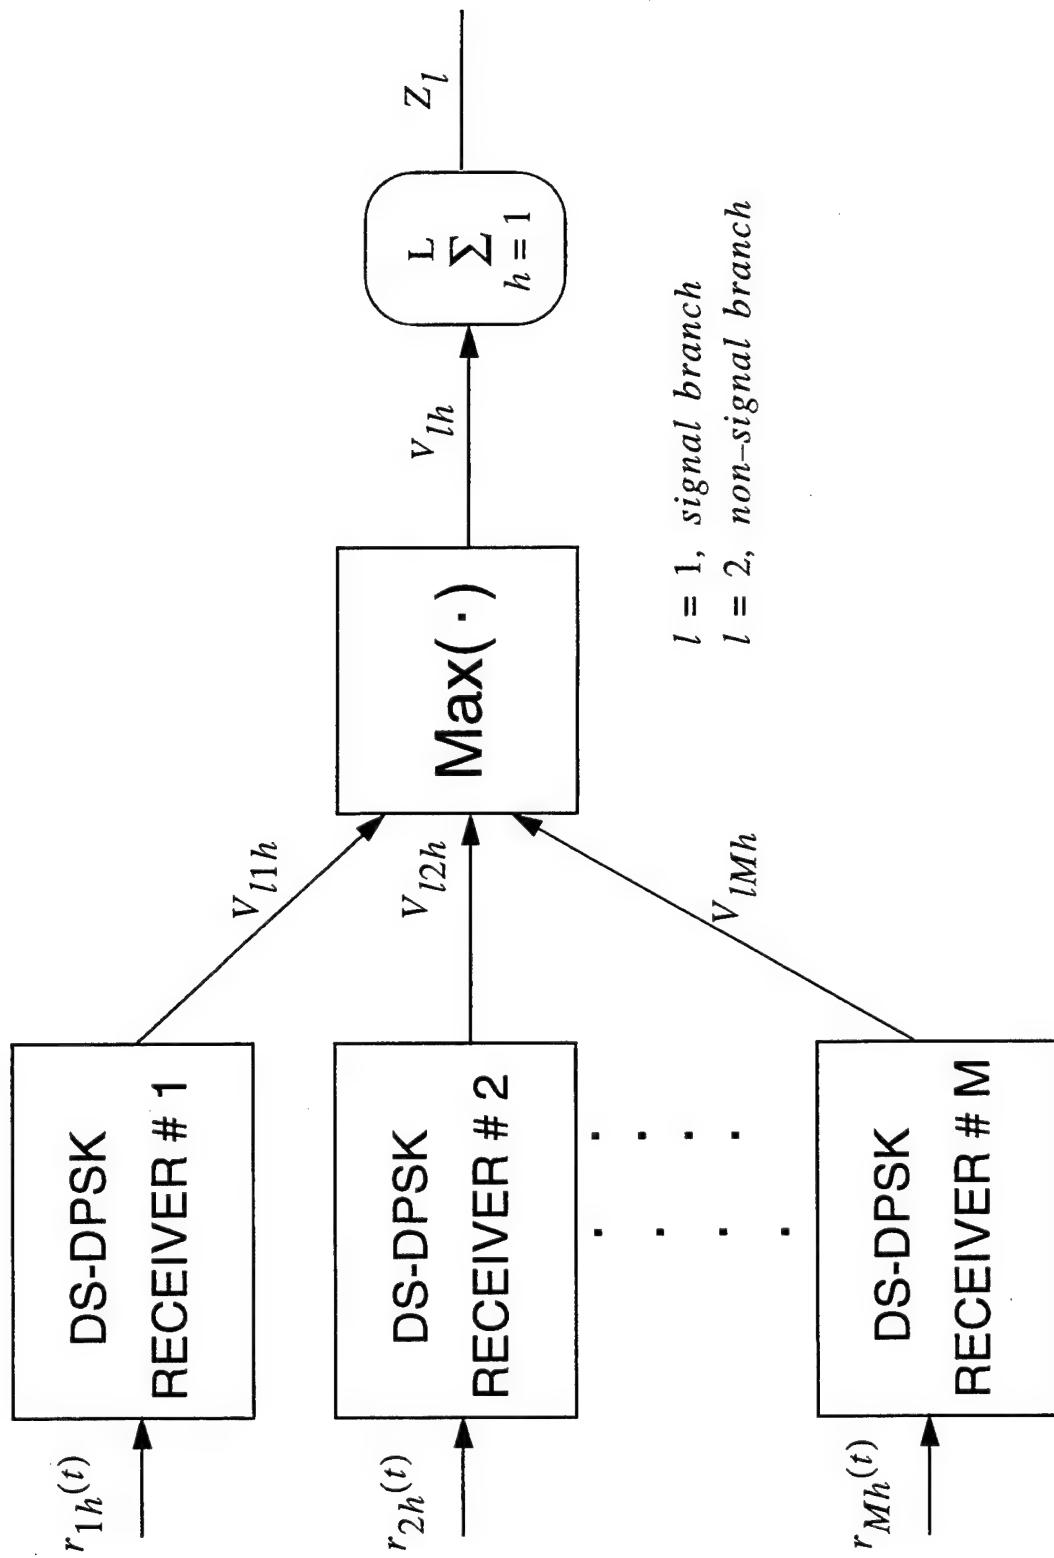 r1h(t)
DS-DPSK
RECEIVER # 1
Vl1h
r2h(t)
DS-DPSK
RECEIVER # 2
Vl2h
. . . .
. . . .
rMh(t)
DS-DPSK
RECEIVER # M
VlMh
Max( · )
Vlh
L
Σ
h = 1
Zl
l = 1, signal branch
l = 2, non–signal branch